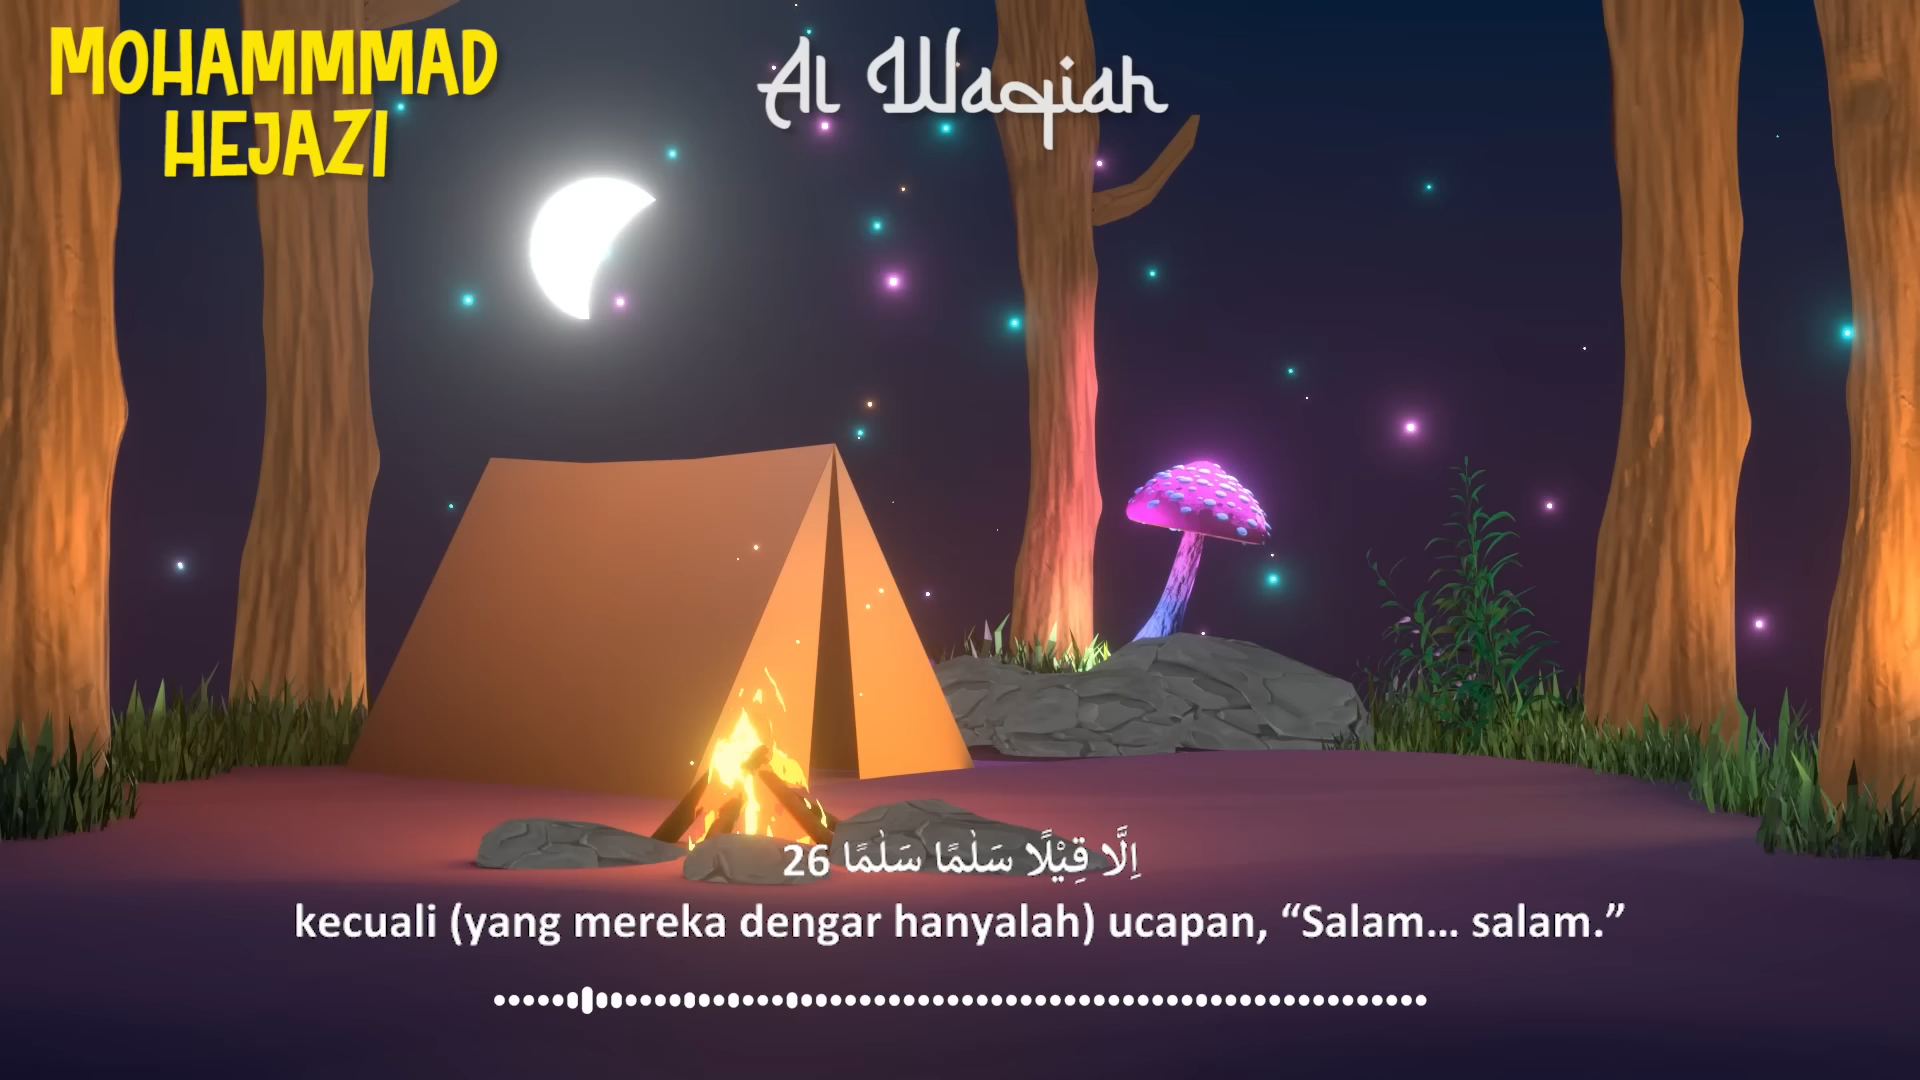 MOHAMMMAD
HEJAZI
Al Waqiah
اِلَّا قِيْلًا سَلٰمًا سَلٰمًا 26
kecuali (yang mereka dengar hanyalah) ucapan, “Salam... salam.”